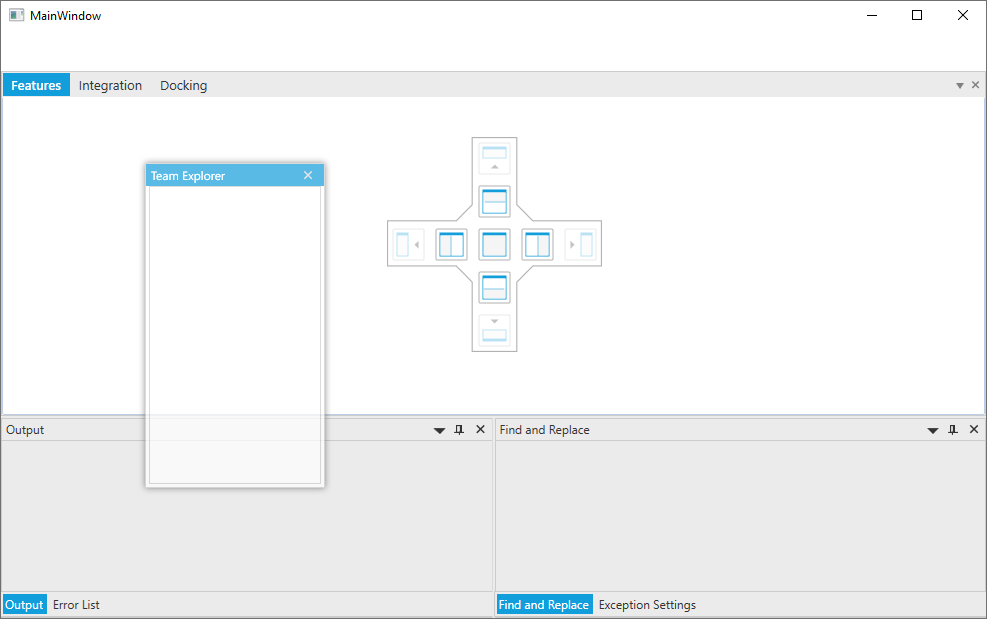 MainWindow
Features Integration Docking
Team Explorer
Output
Find and Replace
Output Error List
Find and Replace Exception Settings